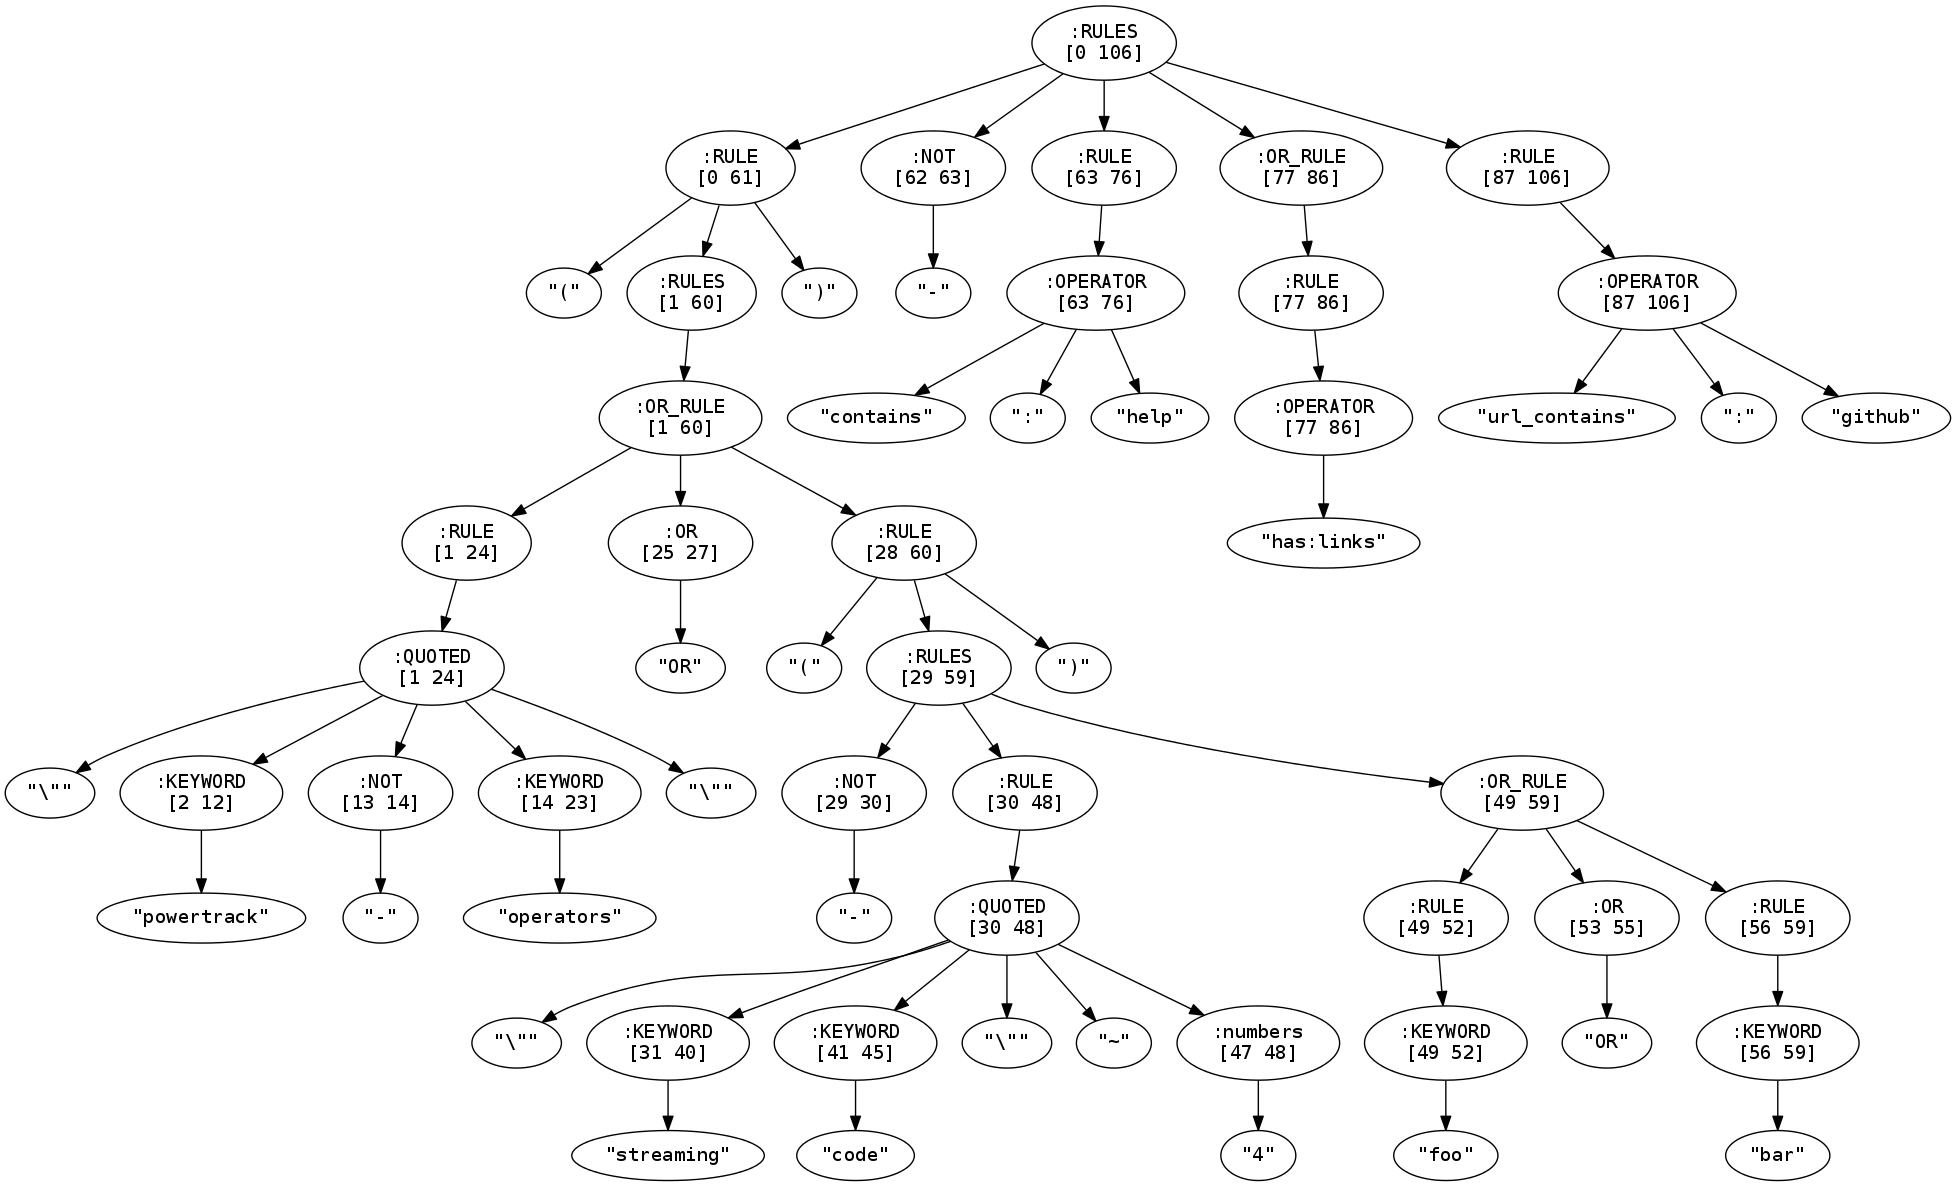 :RULES
[0 106]
:RULE
[0 61]
:NOT
[62 63]
:RULE
[63 76]
:OR_RULE
[77 86]
:RULE
[87 106]
"("
:RULES
[1 60]
")"
"-"
:OPERATOR
[63 76]
:RULE
[77 86]
:OPERATOR
[87 106]
:OR_RULE
[1 60]
"contains"
":"
"help"
:OPERATOR
[77 86]
"url_contains"
":"
"github"
:RULE
[1 24]
:OR
[25 27]
:RULE
[28 60]
"has:links"
:QUOTED
[1 24]
"OR"
"("
:RULES
[29 59]
")"
"\""
:KEYWORD
[2 12]
:NOT
[13 14]
:KEYWORD
[14 23]
"\""
:NOT
[29 30]
:RULE
[30 48]
:OR_RULE
[49 59]
"powertrack"
"-"
"operators"
"-"
:QUOTED
[30 48]
:RULE
[49 52]
:OR
[53 55]
:RULE
[56 59]
"\""
:KEYWORD
[31 40]
:KEYWORD
[41 45]
"\""
"~"
:numbers
[47 48]
:KEYWORD
[49 52]
"OR"
:KEYWORD
[56 59]
"streaming"
"code"
"4"
"foo"
"bar"